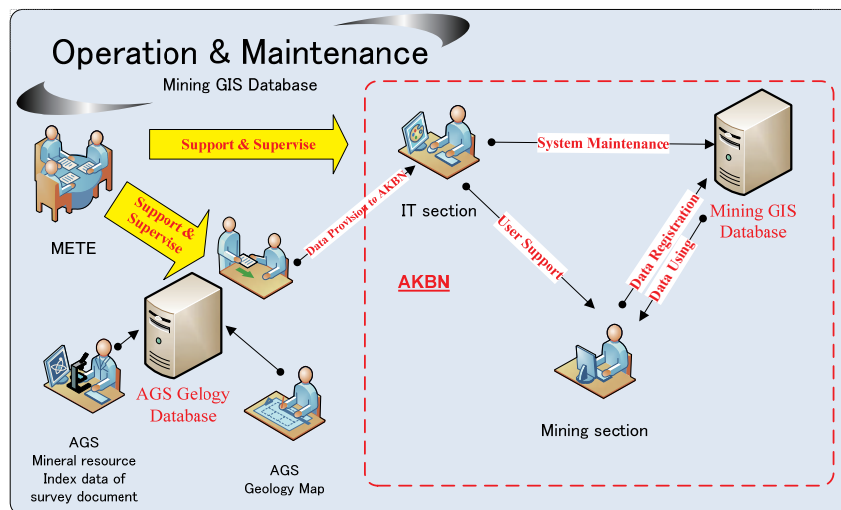 Operation & Maintenance
Mining GIS Database
Support & Supervise
METE
Support &
Supervise
Data Provision to AKBN
IT section
System Maintenance
Mining GIS
Database
User Support
Data Registration
Data Using
AKBN
Mining section
AGS Gelogy
Database
AGS
Mineral resource
Index data of
survey document
AGS
Geology Map